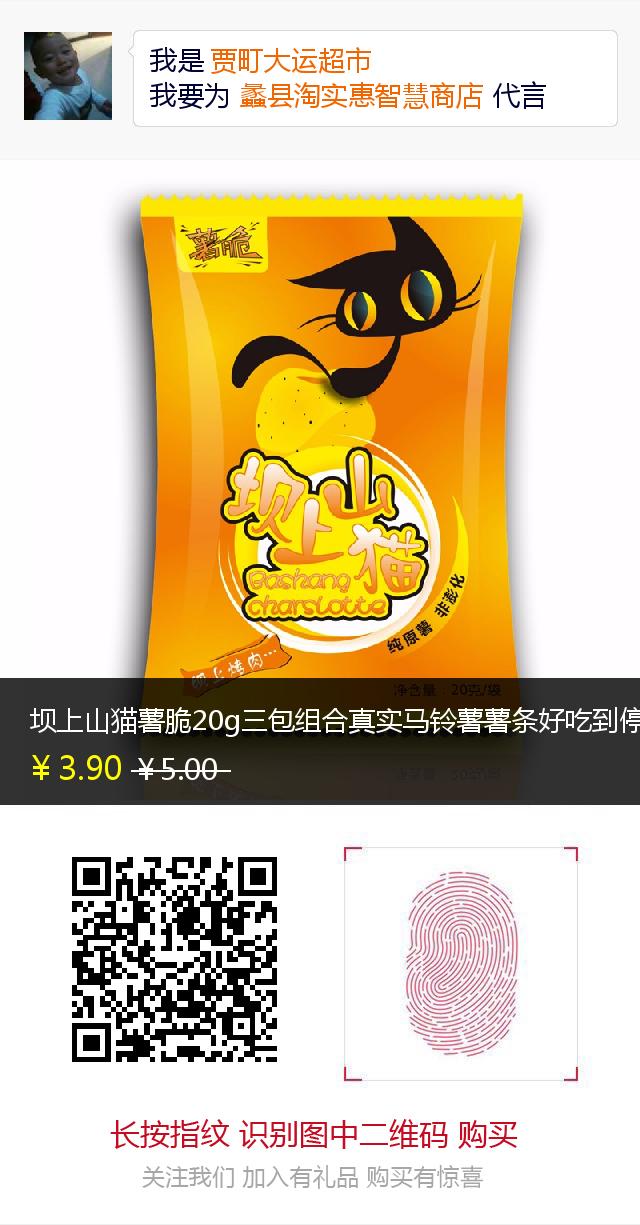 我是 贾町大运超市
我要为 蠡县淘实惠智慧商店 代言
薯脆
坝上山猫
Bashang
charslotte
纯原薯 非膨化
坝上烤肉…
净含量：20克/袋
坝上山猫薯脆20g三包组合真实马铃薯薯条好吃到停
￥3.90 ￥5.00
长按指纹 识别图中二维码 购买
关注我们 加入有礼品 购买有惊喜